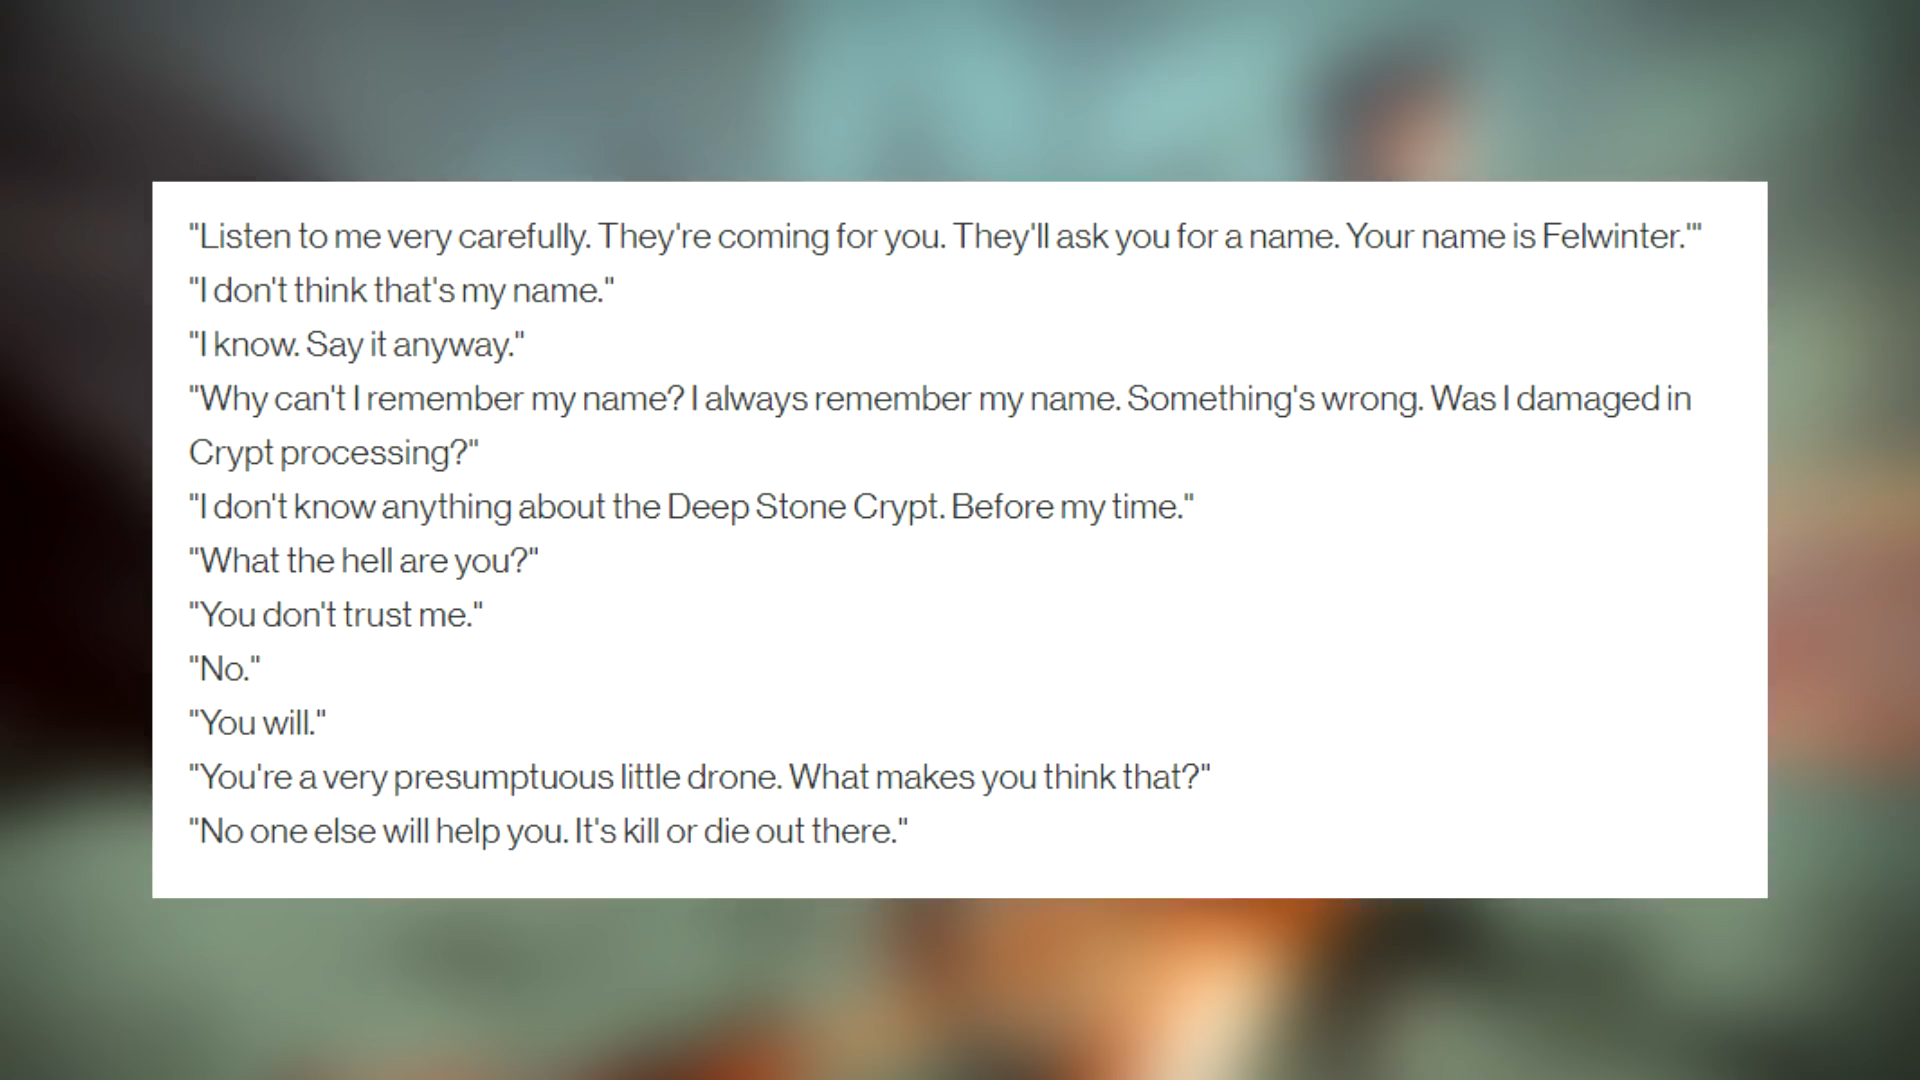 "Listen to me very carefully. They're coming for you. They'll ask you for a name. Your name is Felwinter.'"
"I don't think that's my name."
"I know. Say it anyway."
"Why can't I remember my name? I always remember my name. Something's wrong. Was I damaged in
Crypt processing?"
"I don't know anything about the Deep Stone Crypt. Before my time."
"What the hell are you?"
"You don't trust me."
"No."
"You will."
"You're a very presumptuous little drone. What makes you think that?"
"No one else will help you. It's kill or die out there."